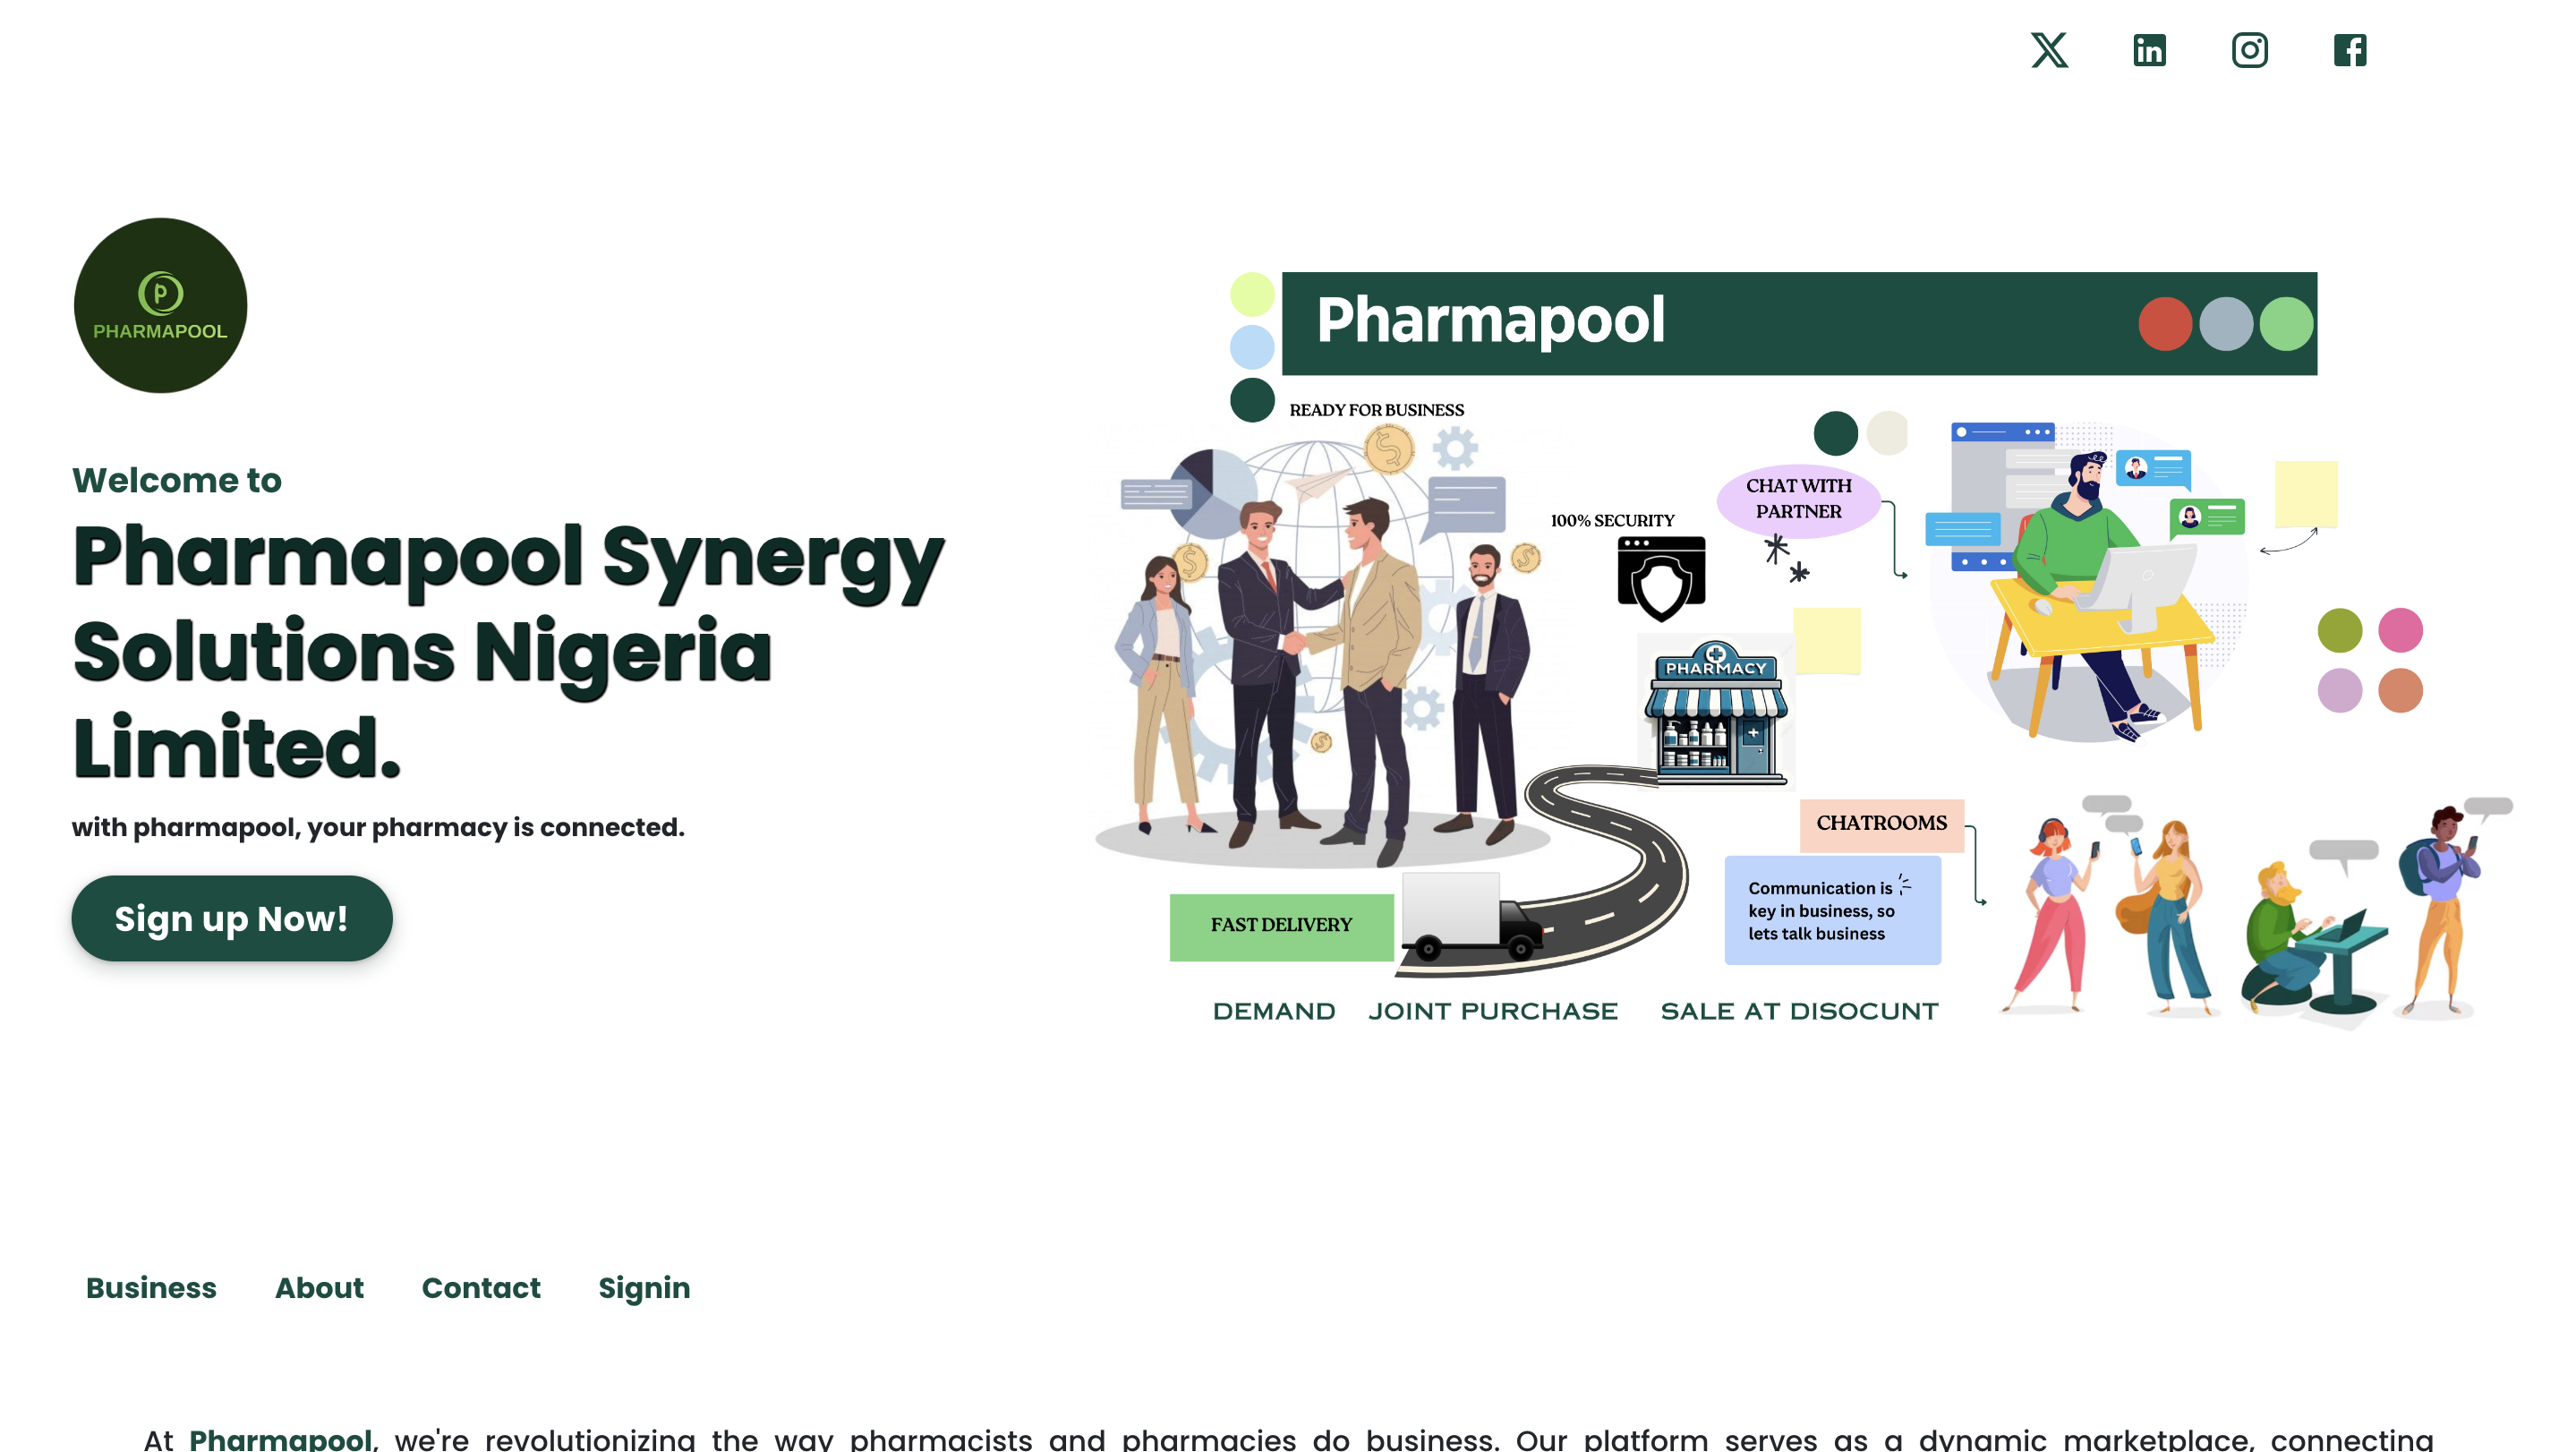 PHARMAPOOL
Welcome to
Pharmapool Synergy
Solutions Nigeria
Limited.
with pharmapool, your pharmacy is connected.
Sign up Now!
Pharmapool
READY FOR BUSINESS
100% SECURITY
CHAT WITH
PARTNER
PHARMACY
CHATROOMS
Communication is
key in business, so
lets talk business
FAST DELIVERY
DEMAND JOINT PURCHASE SALE AT DISOCUNT
Business About Contact Signin
At Pharmapool, we're revolutionizing the way pharmacists and pharmacies do business. Our platform serves as a dynamic marketplace, connecting